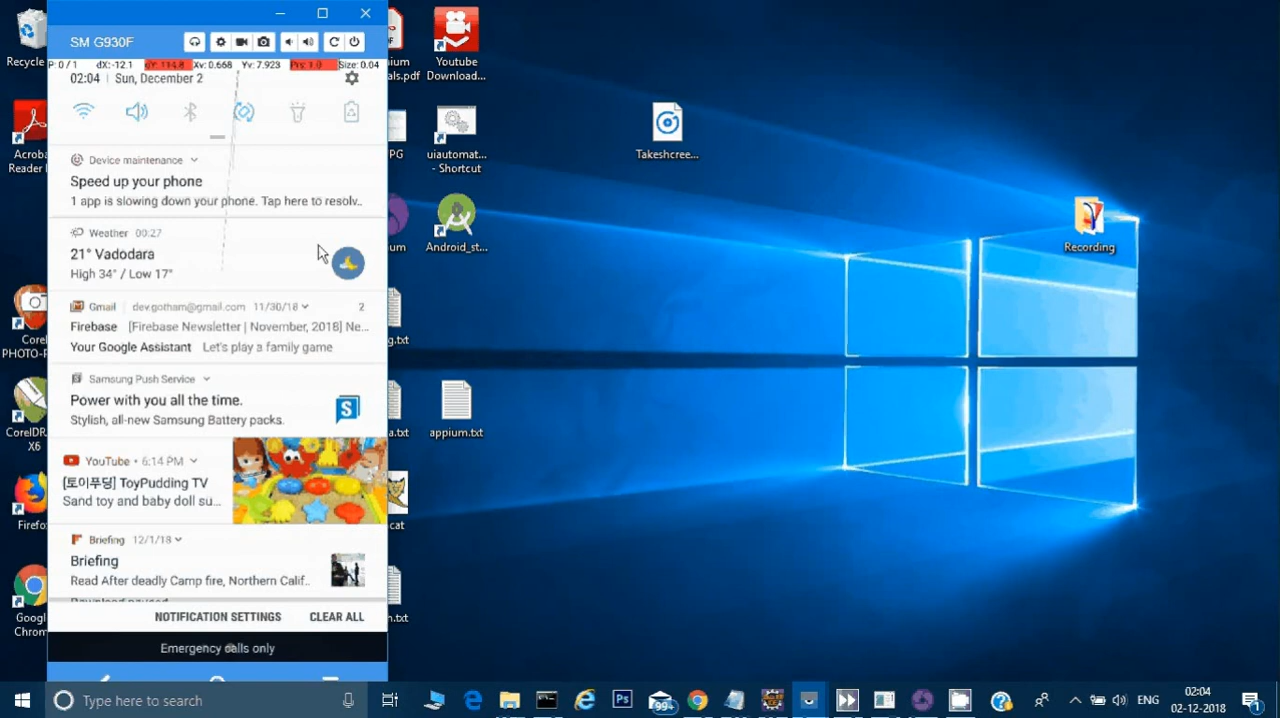 SM G930F
P: 0 / 1 dX:-12.1 dY: 114.8 Xv: 0.668 Yv: 7.923 Prs: 1.0 Size: 0.04
02:04 Sun, December 2
Device maintenance
Speed up your phone
1 app is slowing down your phone. Tap here to resolv..
Weather 00:27
21° Vadodara
High 34° / Low 17°
Gmail dev.gotham@gmail.com 11/30/18 2
Firebase [Firebase Newsletter | November, 2018] Ne...
Your Google Assistant Let's play a family game
Samsung Push Service
Power with you all the time.
Stylish, all-new Samsung Battery packs.
S
YouTube • 6:14 PM
[토이푸딩] ToyPudding TV
Sand toy and baby doll su...
Briefing 12/1/18
Briefing
Read After deadly Camp fire, Northern Calif..
NOTIFICATION SETTINGS CLEAR ALL
Emergency calls only
Recycle
Acroba
Reader
Corel
PHOTO-P
CorelDR
X6
Firefo
Google
Chrom
als.pdf
PG
um
g.txt
a.txt
cat
.txt
Youtube
Download...
uiautomat...
- Shortcut
Android_st...
appium.txt
Takeshcree...
Recording
Type here to search
Ps
99+
ENG
02:04
02-12-2018
1